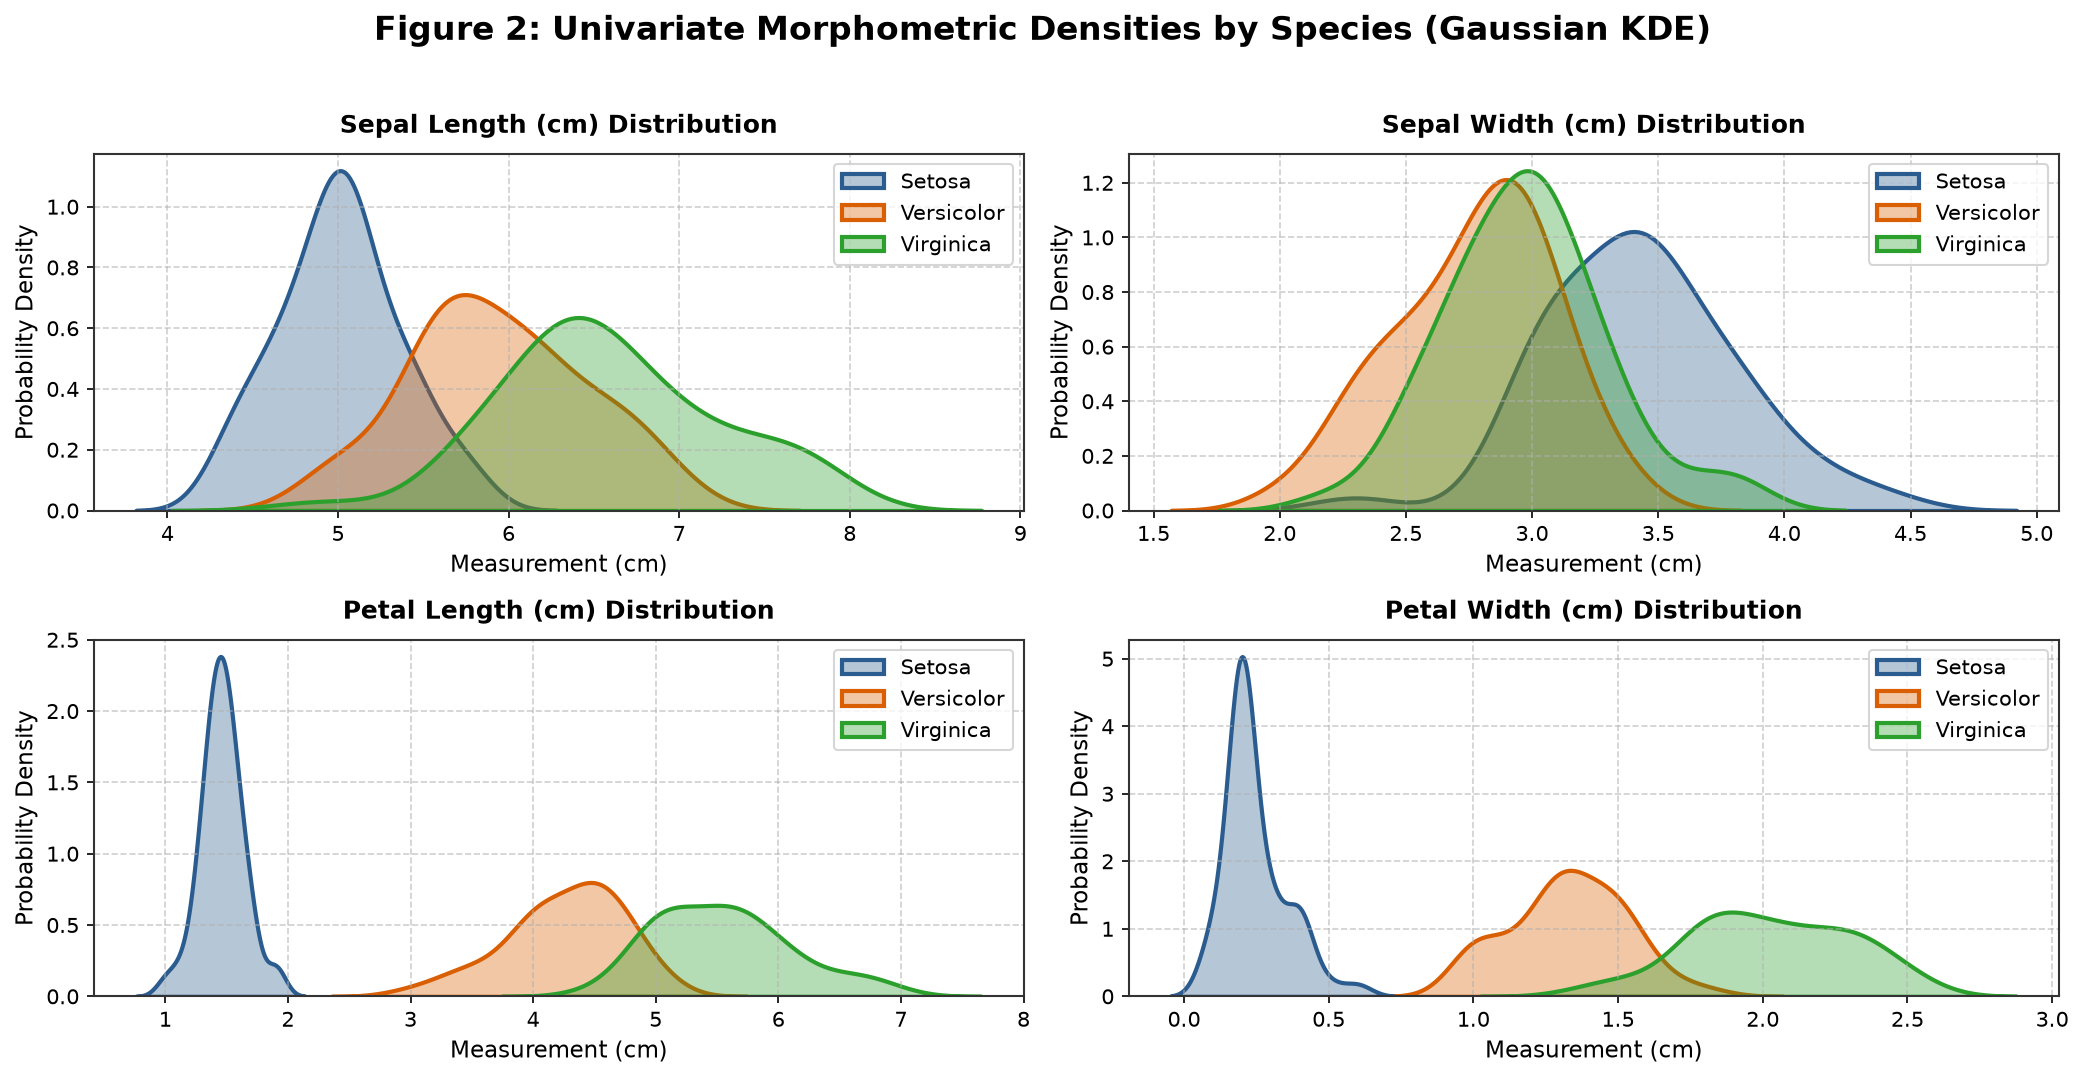 Figure 2: Univariate Morphometric Densities by Species (Gaussian KDE)
Sepal Length (cm) Distribution
Probability Density
1.0
0.8
0.6
0.4
0.2
0.0
Setosa
Versicolor
Virginica
4 5 6 7 8 9
Measurement (cm)
Sepal Width (cm) Distribution
Probability Density
1.2
1.0
0.8
0.6
0.4
0.2
0.0
Setosa
Versicolor
Virginica
1.5 2.0 2.5 3.0 3.5 4.0 4.5 5.0
Measurement (cm)
Petal Length (cm) Distribution
Probability Density
2.5
2.0
1.5
1.0
0.5
0.0
Setosa
Versicolor
Virginica
1 2 3 4 5 6 7 8
Measurement (cm)
Petal Width (cm) Distribution
Probability Density
5
4
3
2
1
0
Setosa
Versicolor
Virginica
0.0 0.5 1.0 1.5 2.0 2.5 3.0
Measurement (cm)